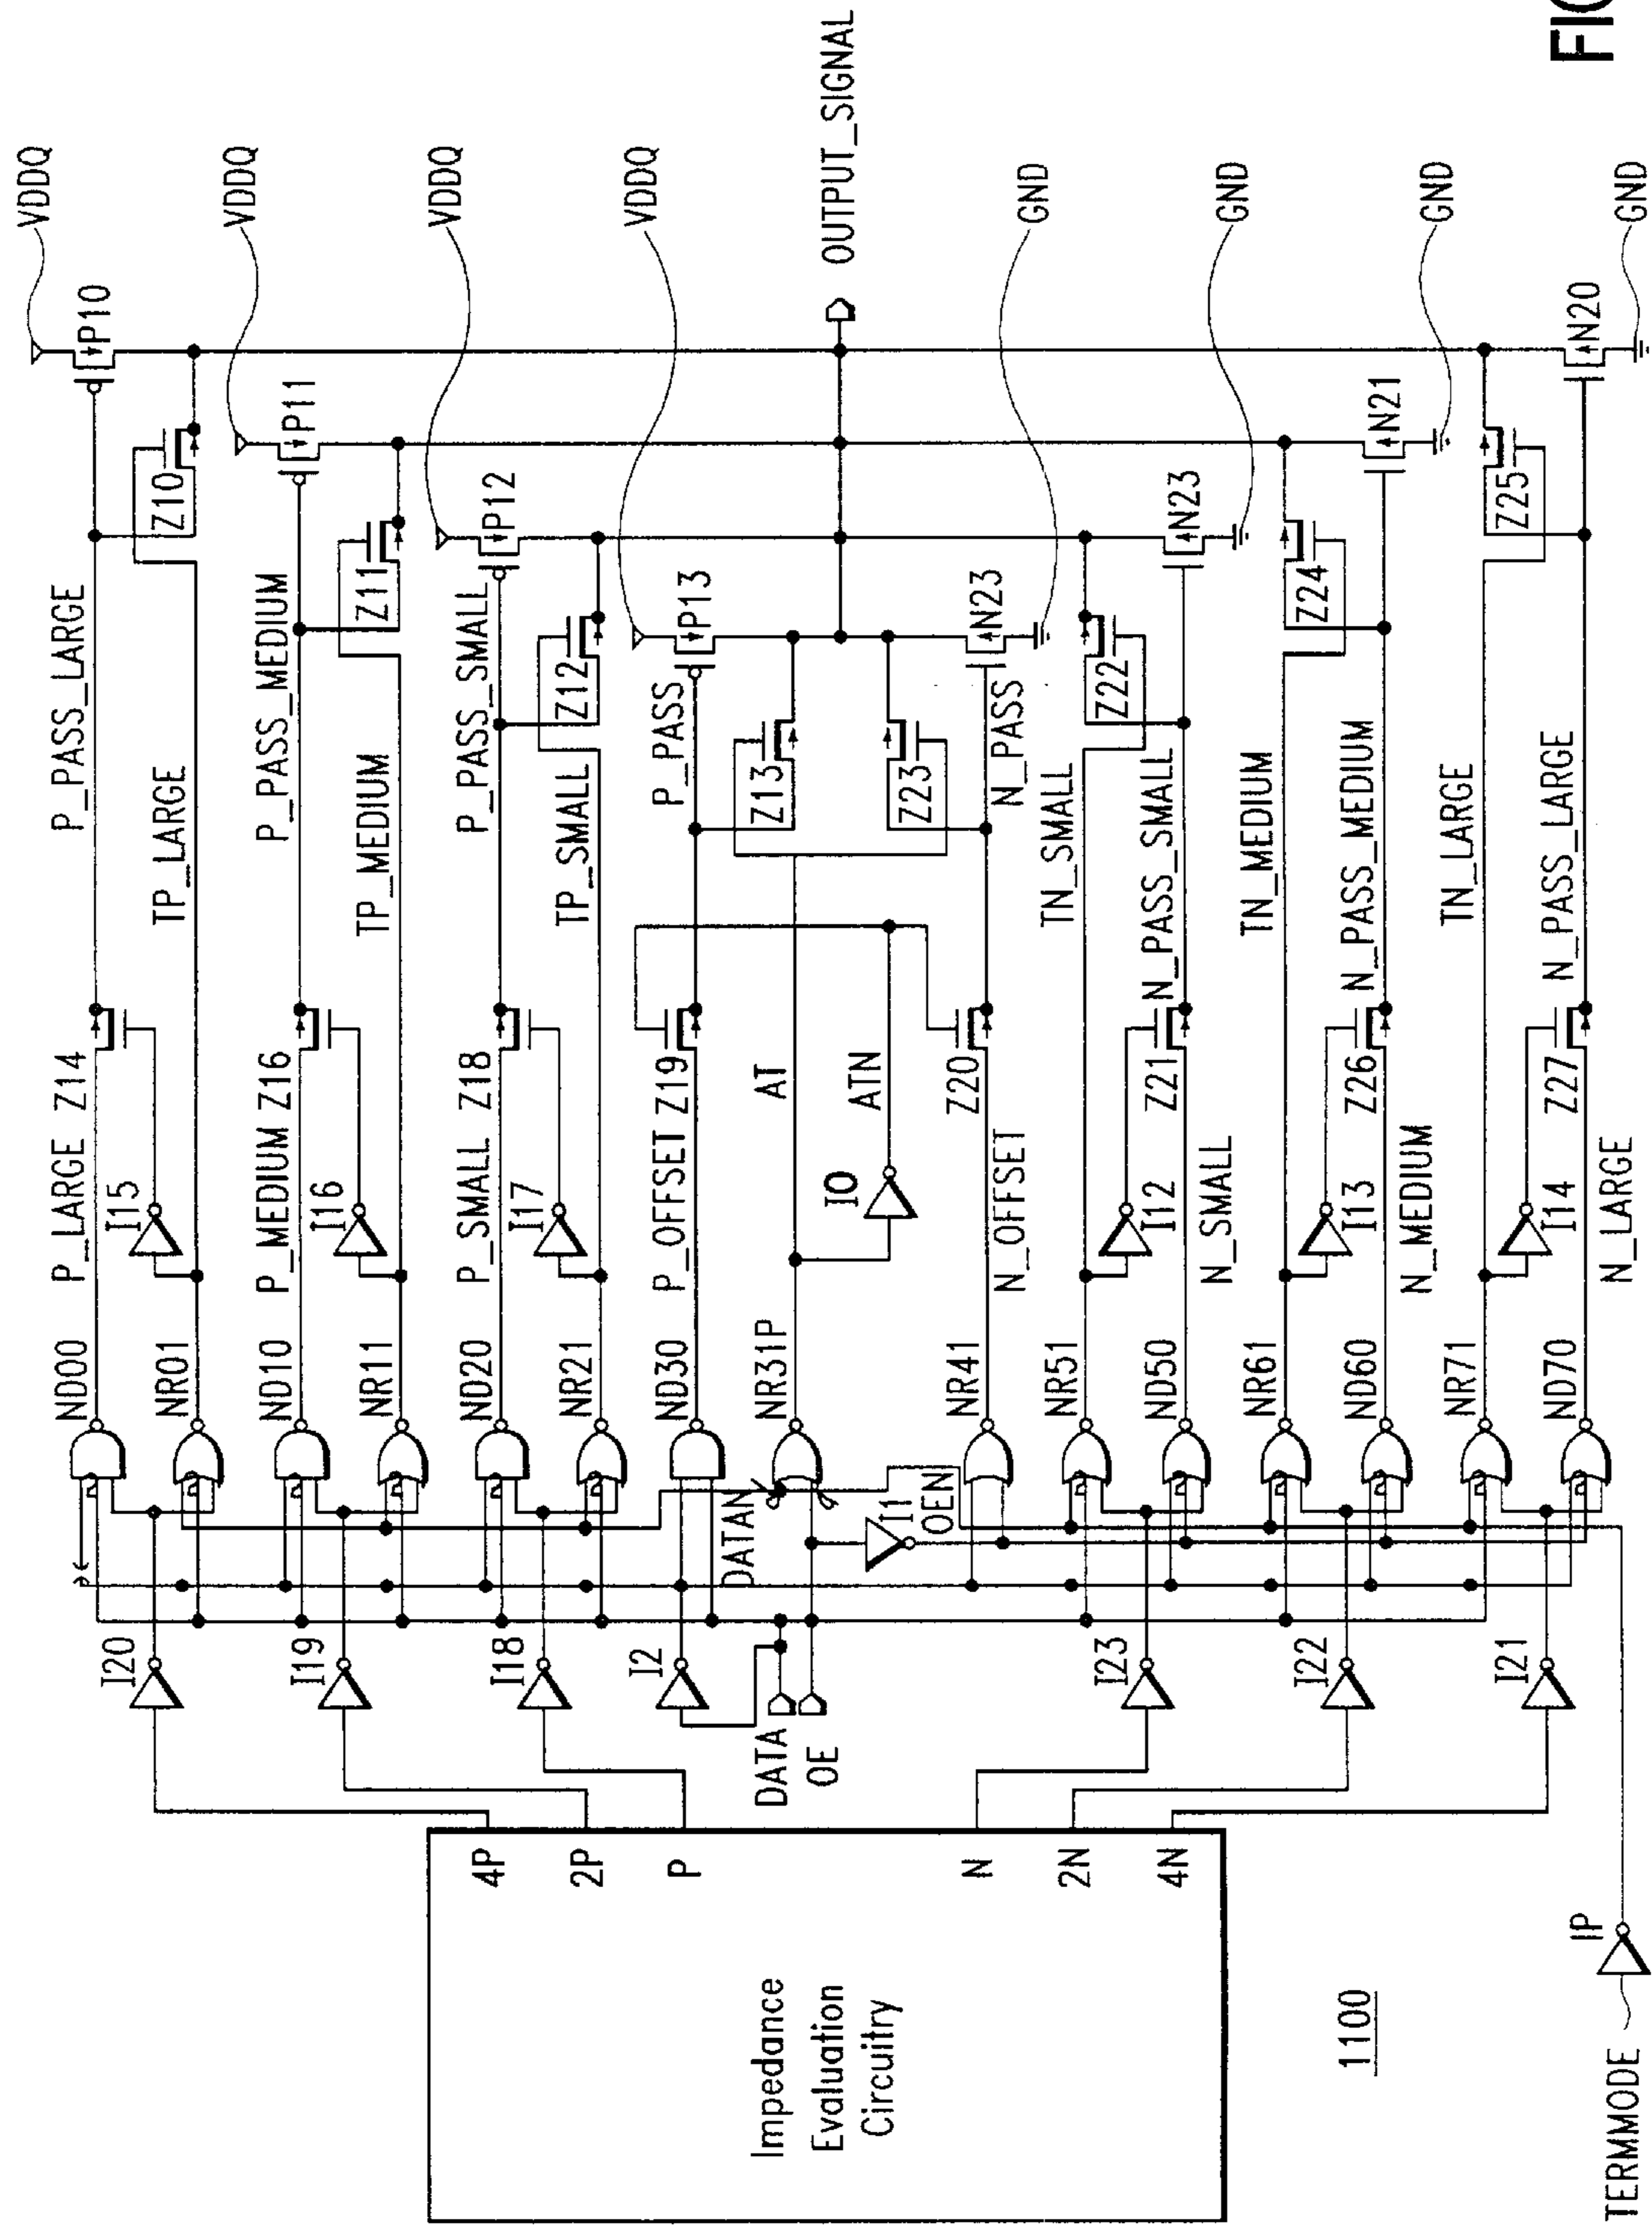 VDDQ
VDDQ
VDDQ
VDDQ
OUTPUT_SIGNAL
GND
GND
GND
GND
FIG
P10
P11
P12
P13
N23
N23
N21
N20
Z10
Z11
Z12
Z13
Z23
Z22
Z24
Z25
P_PASS_LARGE
TP_LARGE
P_PASS_MEDIUM
TP_MEDIUM
P_PASS_SMALL
TP_SMALL
P_PASS
N_PASS
TN_SMALL
N_PASS_SMALL
TN_MEDIUM
N_PASS_MEDIUM
TN_LARGE
N_PASS_LARGE
P_LARGE Z14
I15
P_MEDIUM Z16
I16
P_SMALL Z18
I17
P_OFFSET Z19
AT
ATN
IO
Z20
N_OFFSET
I12
Z21
N_SMALL
I13
Z26
N_MEDIUM
I14
Z27
N_LARGE
ND00
NR01
ND10
NR11
ND20
NR21
ND30
NR31P
NR41
NR51
ND50
NR61
ND60
NR71
ND70
DATAN
I1
OEN
I20
I19
I18
I2
DATA
OE
I23
I22
I21
4P
2P
P
N
2N
4N
Impedance
Evaluation
Circuitry
1100
IP
TERMMODE